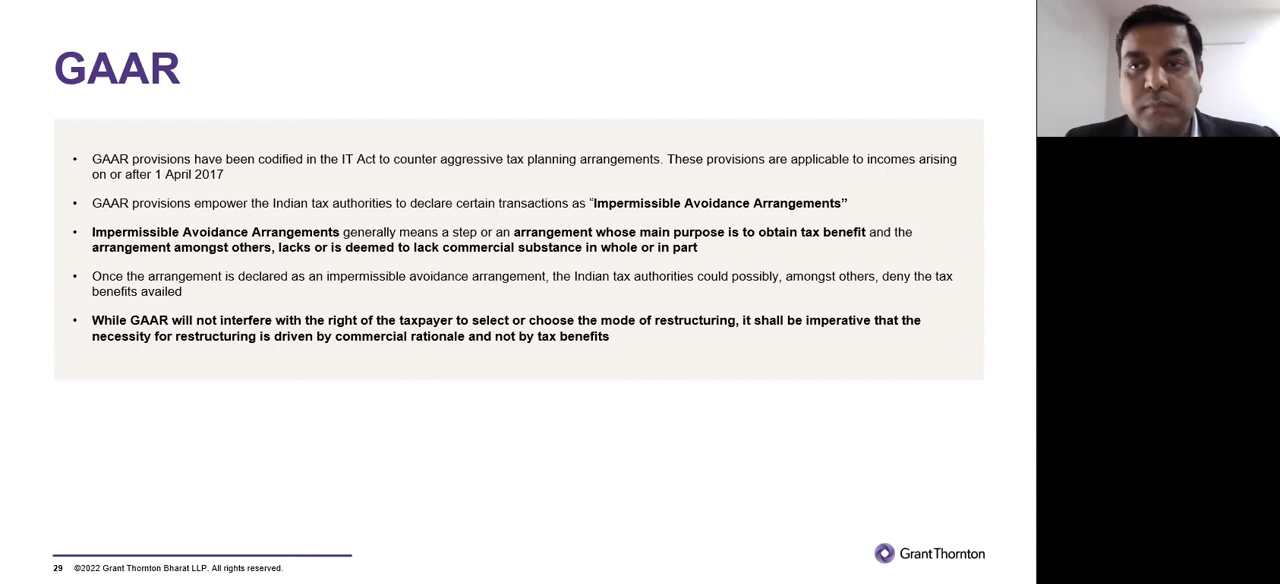 GAAR
• GAAR provisions have been codified in the IT Act to counter aggressive tax planning arrangements. These provisions are applicable to incomes arising
on or after 1 April 2017
• GAAR provisions empower the Indian tax authorities to declare certain transactions as “Impermissible Avoidance Arrangements”
• Impermissible Avoidance Arrangements generally means a step or an arrangement whose main purpose is to obtain tax benefit and the
arrangement amongst others, lacks or is deemed to lack commercial substance in whole or in part
• Once the arrangement is declared as an impermissible avoidance arrangement, the Indian tax authorities could possibly, amongst others, deny the tax
benefits availed
• While GAAR will not interfere with the right of the taxpayer to select or choose the mode of restructuring, it shall be imperative that the
necessity for restructuring is driven by commercial rationale and not by tax benefits
29 ©2022 Grant Thornton Bharat LLP. All rights reserved.
GrantThornton